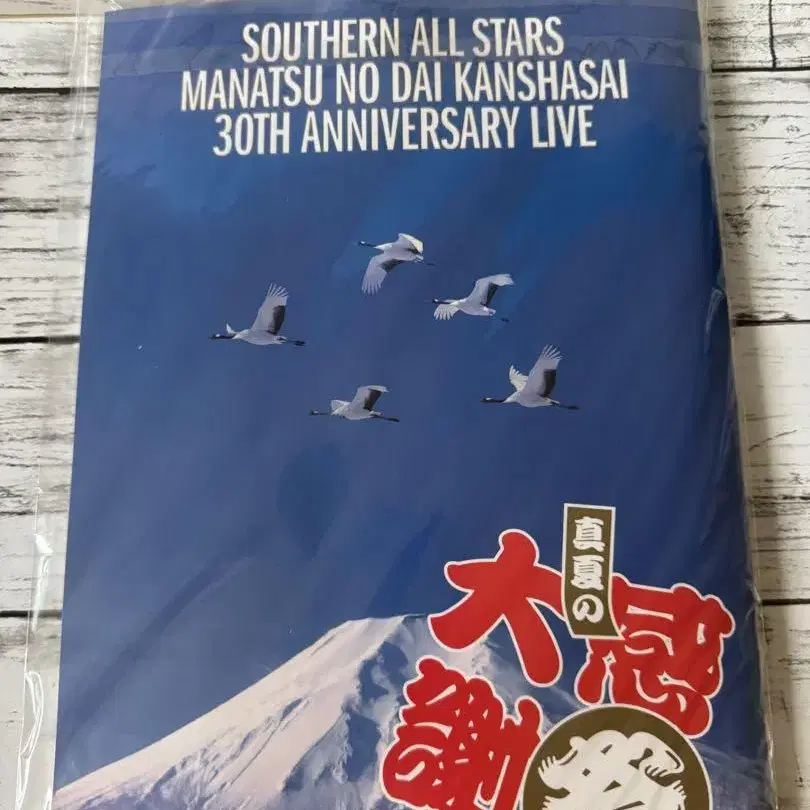 SOUTHERN ALL STARS
MANATSU NO DAI KANSHASAI
30TH ANNIVERSARY LIVE
真夏の
大感
謝
祭